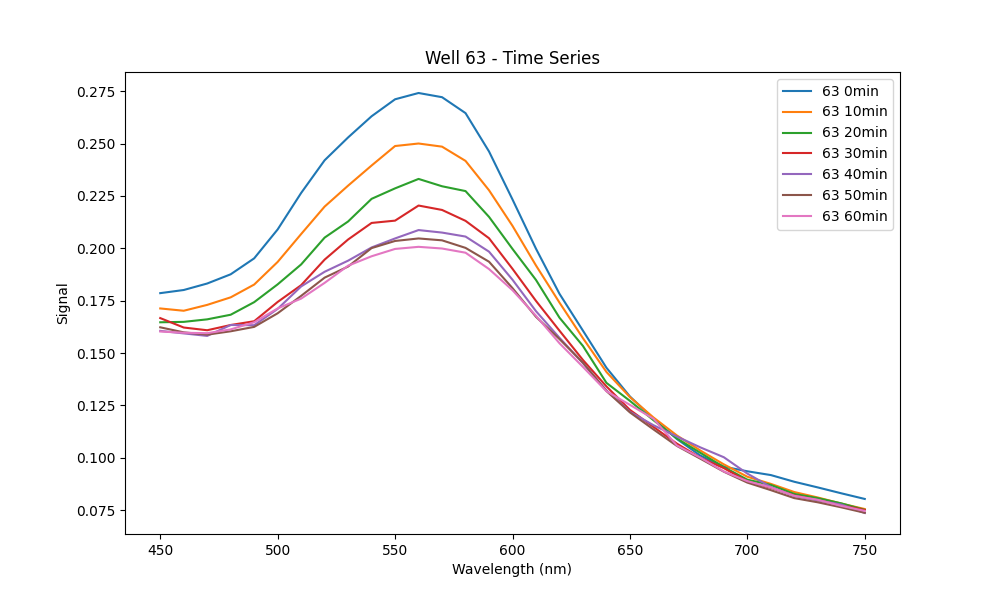 Well 63 - Time Series
63 0min
63 10min
63 20min
63 30min
63 40min
63 50min
63 60min
0.275
0.250
0.225
0.200
0.175
0.150
0.125
0.100
0.075
Signal
450 500 550 600 650 700 750
Wavelength (nm)